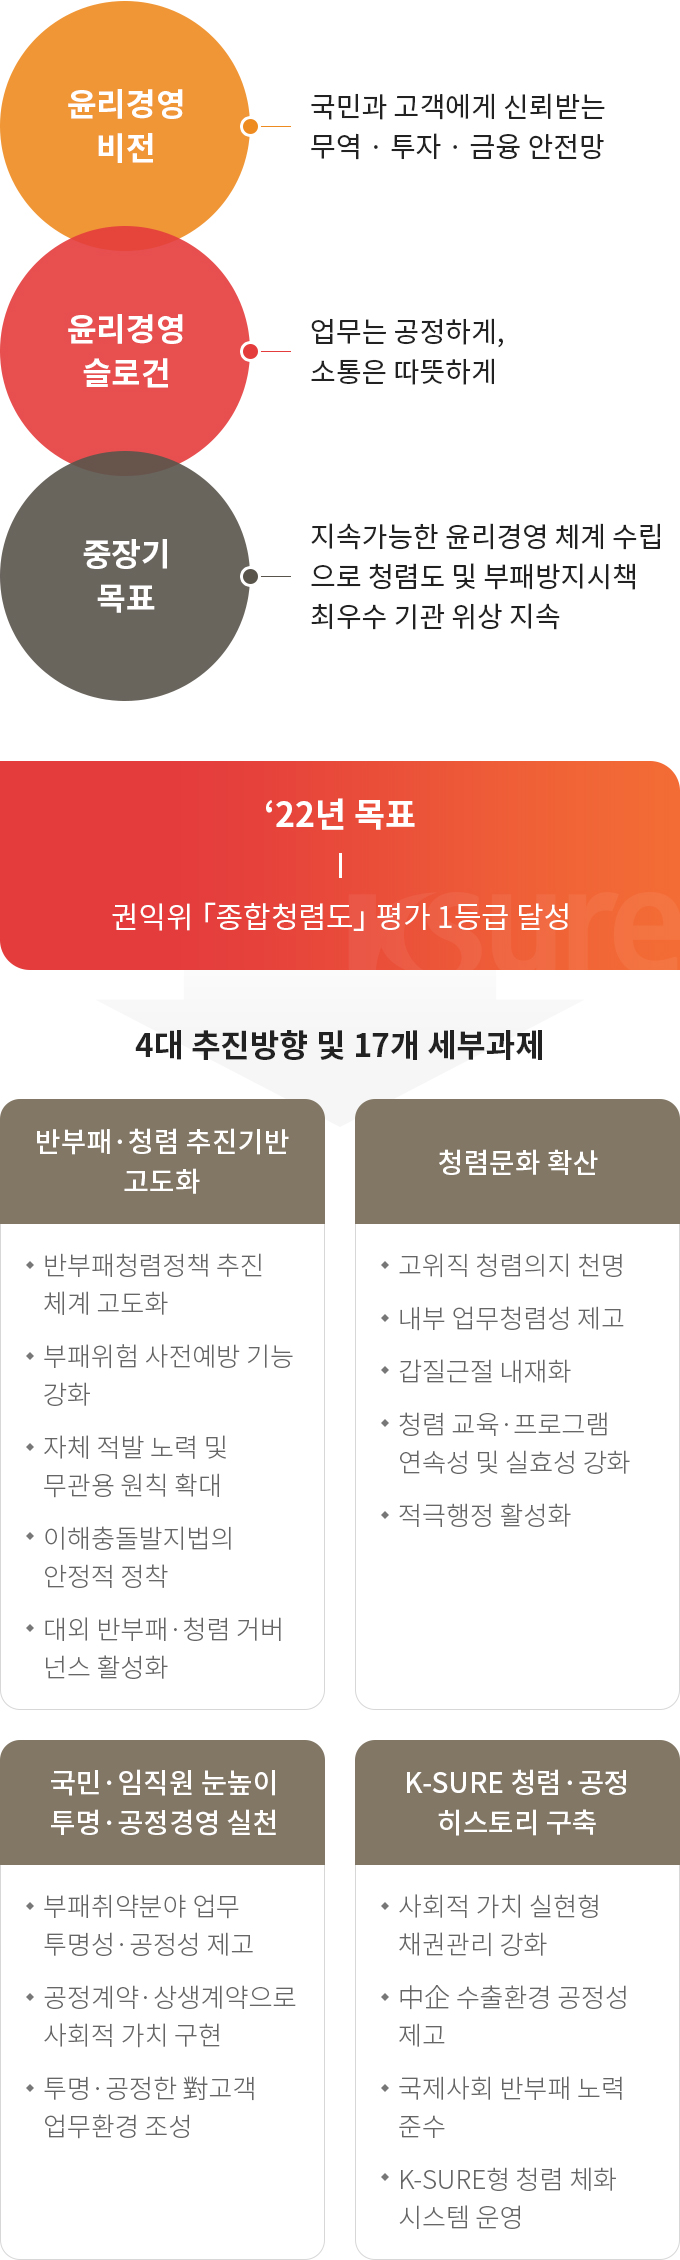 윤리경영
비전
국민과 고객에게 신뢰받는
무역 · 투자 · 금융 안전망
윤리경영
슬로건
업무는 공정하게,
소통은 따뜻하게
중장기
목표
지속가능한 윤리경영 체계 수립
으로 청렴도 및 부패방지시책
최우수 기관 위상 지속
‘22년 목표
권익위 「종합청렴도」 평가 1등급 달성
ksure
4대 추진방향 및 17개 세부과제
반부패·청렴 추진기반
고도화
반부패청렴정책 추진
체계 고도화
부패위험 사전예방 기능
강화
자체 적발 노력 및
무관용 원칙 확대
이해충돌발지법의
안정적 정착
대외 반부패·청렴 거버
넌스 활성화
청렴문화 확산
고위직 청렴의지 천명
내부 업무청렴성 제고
갑질근절 내재화
청렴 교육·프로그램
연속성 및 실효성 강화
적극행정 활성화
국민·임직원 눈높이
투명·공정경영 실천
부패취약분야 업무
투명성·공정성 제고
공정계약·상생계약으로
사회적 가치 구현
투명·공정한 對고객
업무환경 조성
K-SURE 청렴·공정
히스토리 구축
사회적 가치 실현형
채권관리 강화
中企 수출환경 공정성
제고
국제사회 반부패 노력
준수
K-SURE형 청렴 체화
시스템 운영